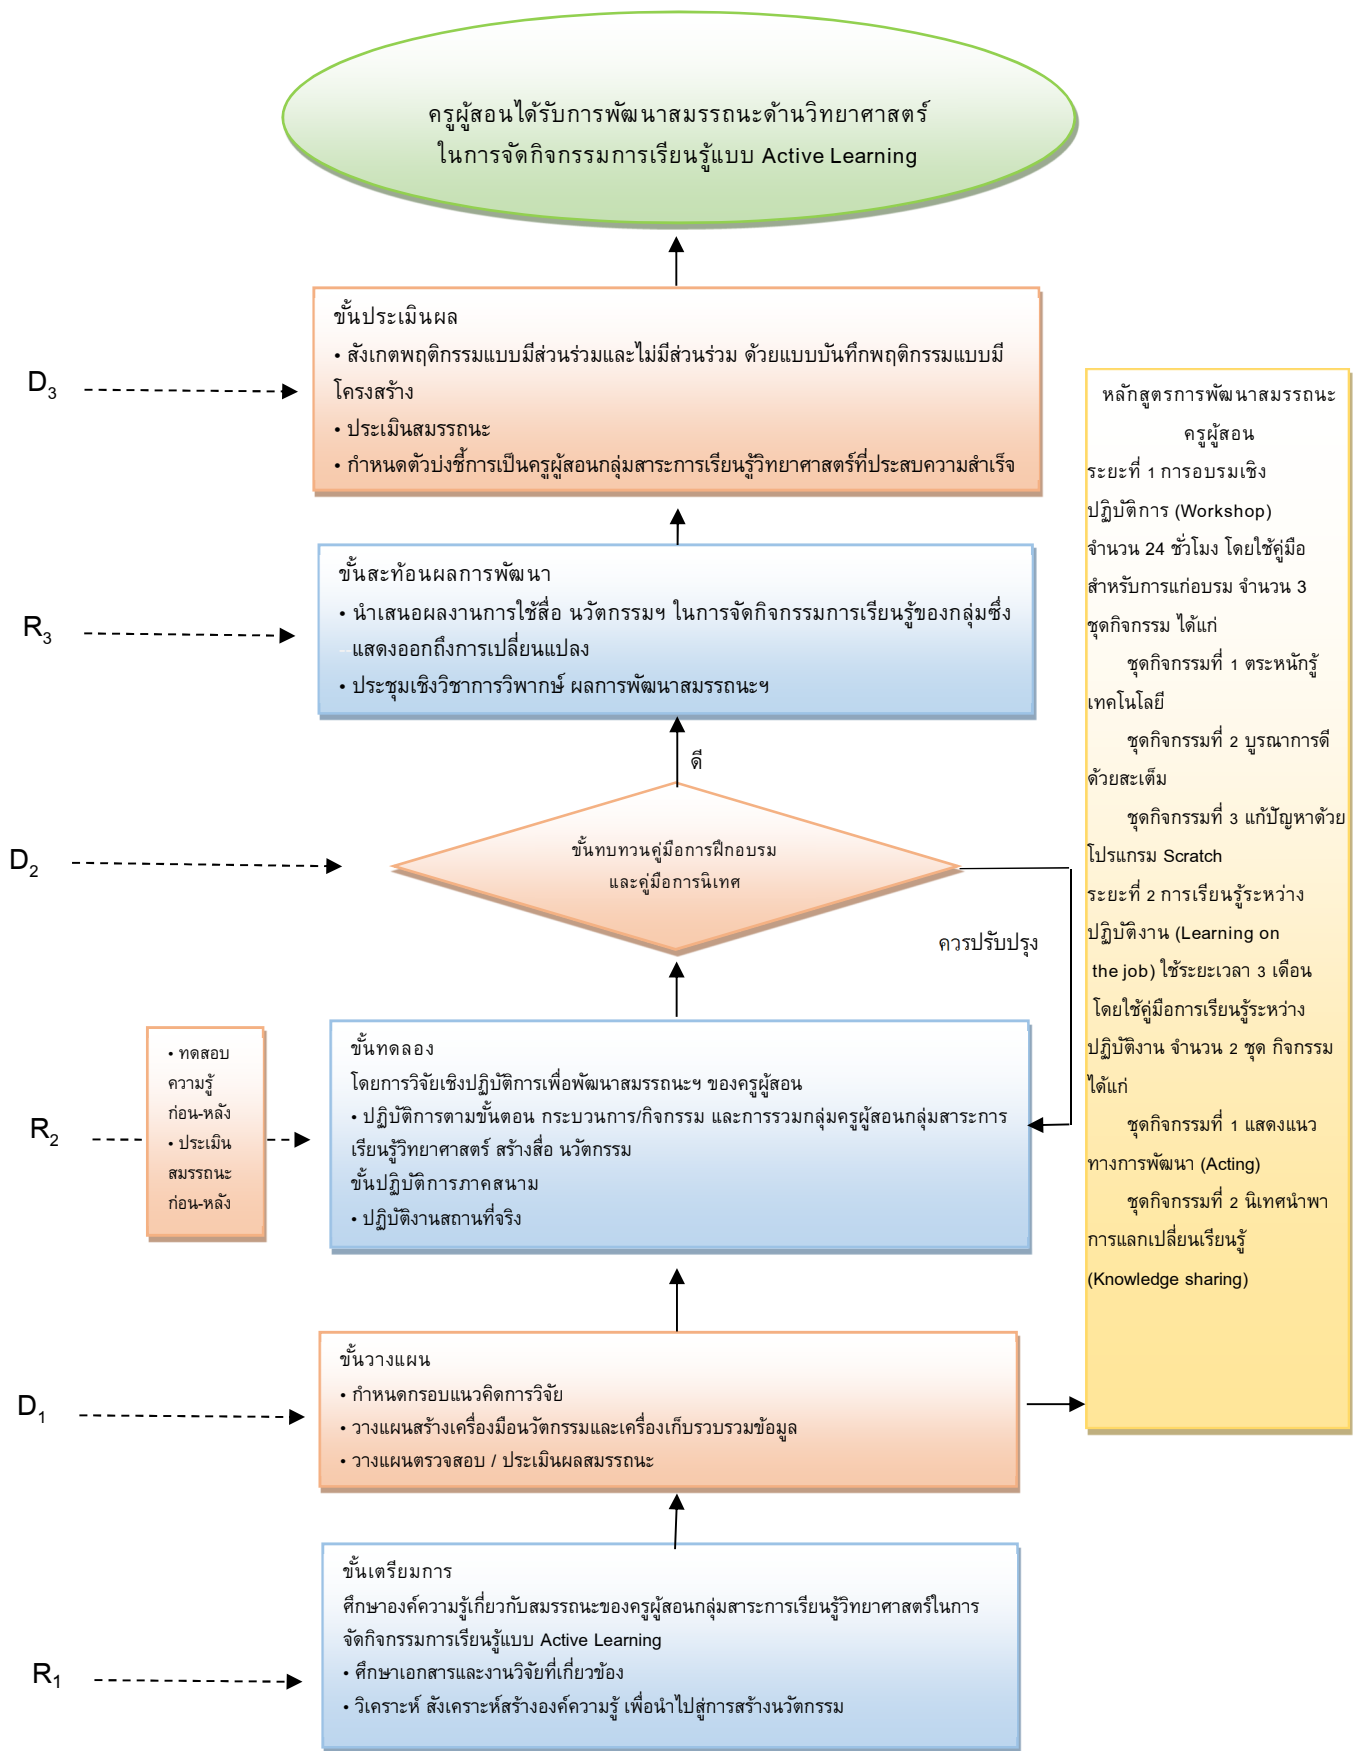 ครูผู้สอนได้รับการพัฒนาสมรรถนะด้านวิทยาศาสตร์
ในการจัดกิจกรรมการเรียนรู้แบบ Active Learning
D3
ขั้นประเมินผล
• สังเกตพฤติกรรมแบบมีส่วนร่วมและไม่มีส่วนร่วม ด้วยแบบบันทึกพฤติกรรมแบบมี
โครงสร้าง
• ประเมินสมรรถนะ
• กำหนดตัวบ่งชี้การเป็นครูผู้สอนกลุ่มสาระการเรียนรู้วิทยาศาสตร์ที่ประสบความสำเร็จ
R3
ขั้นสะท้อนผลการพัฒนา
• นำเสนอผลงานการใช้สื่อ นวัตกรรมฯ ในการจัดกิจกรรมการเรียนรู้ของกลุ่มซึ่ง
แสดงออกถึงการเปลี่ยนแปลง
• ประชุมเชิงวิชาการวิพากษ์ ผลการพัฒนาสมรรถนะฯ
ดี
D2
ขั้นทบทวนคู่มือการฝึกอบรม
และคู่มือการนิเทศ
ควรปรับปรุง
R2
• ทดสอบ
ความรู้
ก่อน-หลัง
• ประเมิน
สมรรถนะ
ก่อน-หลัง
ขั้นทดลอง
โดยการวิจัยเชิงปฏิบัติการเพื่อพัฒนาสมรรถนะฯ ของครูผู้สอน
• ปฏิบัติการตามขั้นตอน กระบวนการ/กิจกรรม และการรวมกลุ่มครูผู้สอนกลุ่มสาระการ
เรียนรู้วิทยาศาสตร์ สร้างสื่อ นวัตกรรม
ขั้นปฏิบัติการภาคสนาม
• ปฏิบัติงานสถานที่จริง
D1
ขั้นวางแผน
• กำหนดกรอบแนวคิดการวิจัย
• วางแผนสร้างเครื่องมือนวัตกรรมและเครื่องเก็บรวบรวมข้อมูล
• วางแผนตรวจสอบ / ประเมินผลสมรรถนะ
R1
ขั้นเตรียมการ
ศึกษาองค์ความรู้เกี่ยวกับสมรรถนะของครูผู้สอนกลุ่มสาระการเรียนรู้วิทยาศาสตร์ในการ
จัดกิจกรรมการเรียนรู้แบบ Active Learning
• ศึกษาเอกสารและงานวิจัยที่เกี่ยวข้อง
• วิเคราะห์ สังเคราะห์สร้างองค์ความรู้ เพื่อนำไปสู่การสร้างนวัตกรรม
หลักสูตรการพัฒนาสมรรถนะ
ครูผู้สอน
ระยะที่ 1 การอบรมเชิง
ปฏิบัติการ (Workshop)
จำนวน 24 ชั่วโมง โดยใช้คู่มือ
สำหรับการแก่อบรม จำนวน 3
ชุดกิจกรรม ได้แก่
ชุดกิจกรรมที่ 1 ตระหนักรู้
เทคโนโลยี
ชุดกิจกรรมที่ 2 บูรณาการดี
ด้วยสะเต็ม
ชุดกิจกรรมที่ 3 แก้ปัญหาด้วย
โปรแกรม Scratch
ระยะที่ 2 การเรียนรู้ระหว่าง
ปฏิบัติงาน (Learning on
the job) ใช้ระยะเวลา 3 เดือน
โดยใช้คู่มือการเรียนรู้ระหว่าง
ปฏิบัติงาน จำนวน 2 ชุด กิจกรรม
ได้แก่
ชุดกิจกรรมที่ 1 แสดงแนว
ทางการพัฒนา (Acting)
ชุดกิจกรรมที่ 2 นิเทศนำพา
การแลกเปลี่ยนเรียนรู้
(Knowledge sharing)